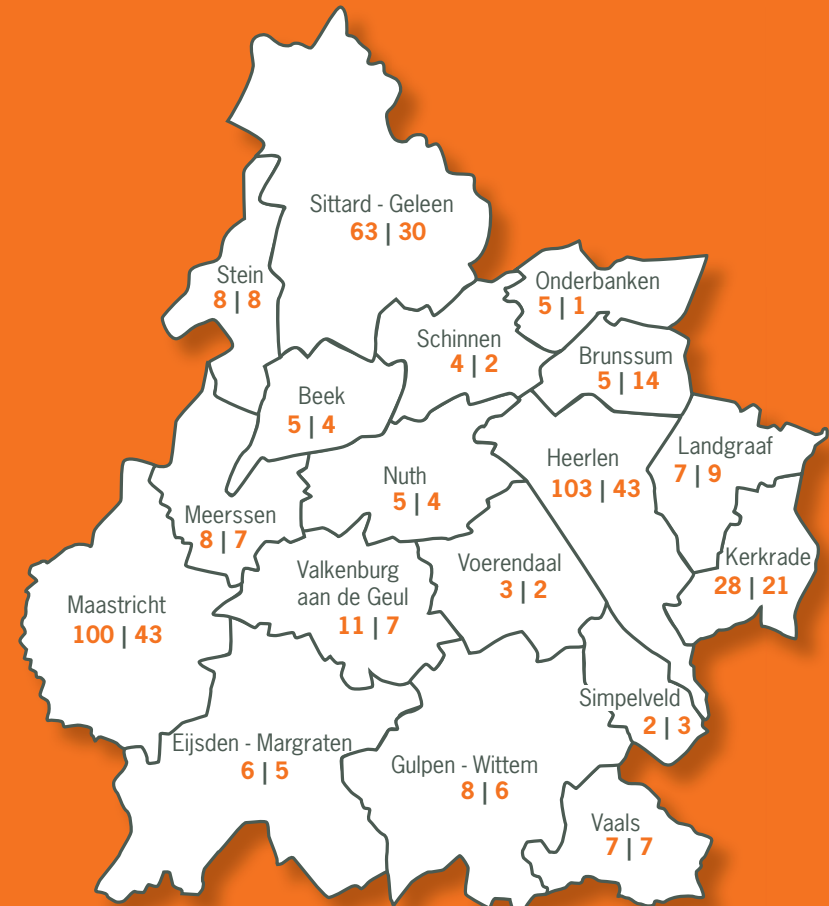 Sittard - Geleen
63 | 30
Stein
8 | 8
Onderbanken
5 | 1
Schinnen
4 | 2
Brunssum
5 | 14
Beek
5 | 4
Landgraaf
7 | 9
Heerlen
103 | 43
Nuth
5 | 4
Meerssen
8 | 7
Kerkrade
28 | 21
Voerendaal
3 | 2
Valkenburg
aan de Geul
11 | 7
Maastricht
100 | 43
Simpelveld
2 | 3
Eijsden - Margraten
6 | 5
Gulpen - Wittem
8 | 6
Vaals
7 | 7